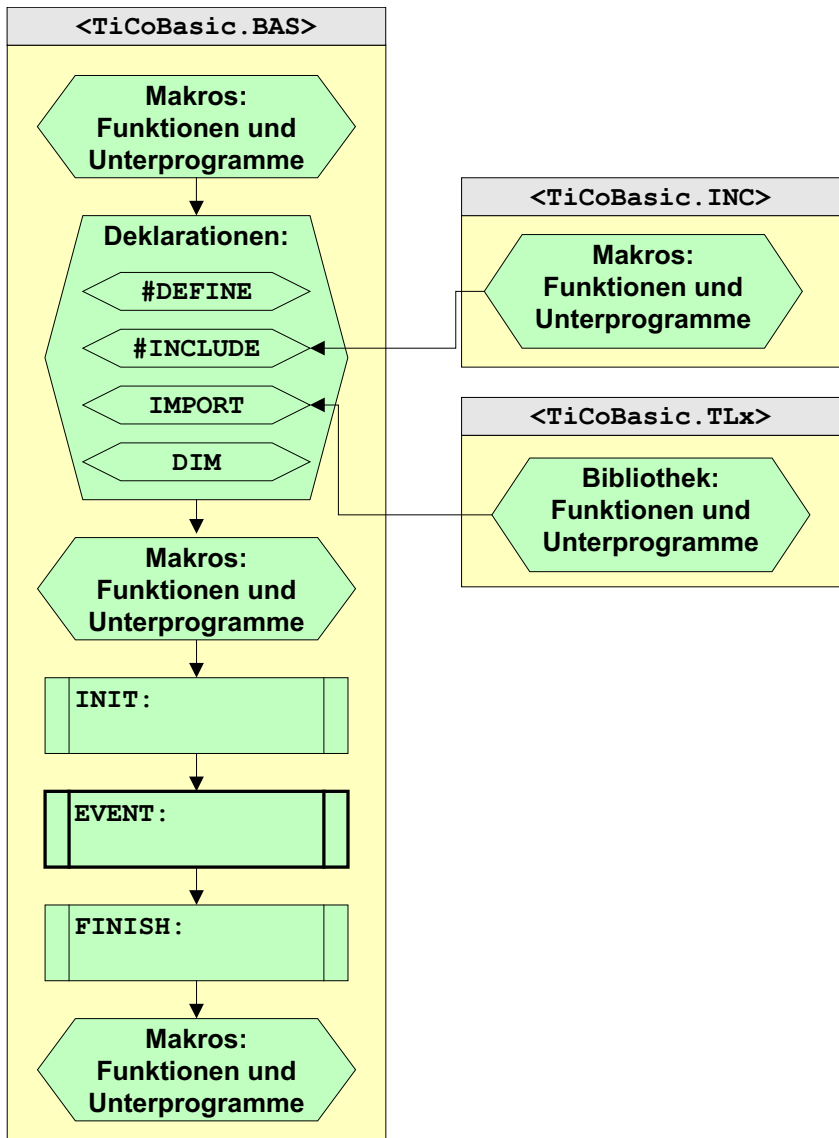 <TiCoBasic.BAS>
Makros:
Funktionen und
Unterprogramme
Deklarationen:
#DEFINE
#INCLUDE
IMPORT
DIM
Makros:
Funktionen und
Unterprogramme
INIT:
EVENT:
FINISH:
Makros:
Funktionen und
Unterprogramme
<TiCoBasic.INC>
Makros:
Funktionen und
Unterprogramme
<TiCoBasic.TLx>
Bibliothek:
Funktionen und
Unterprogramme